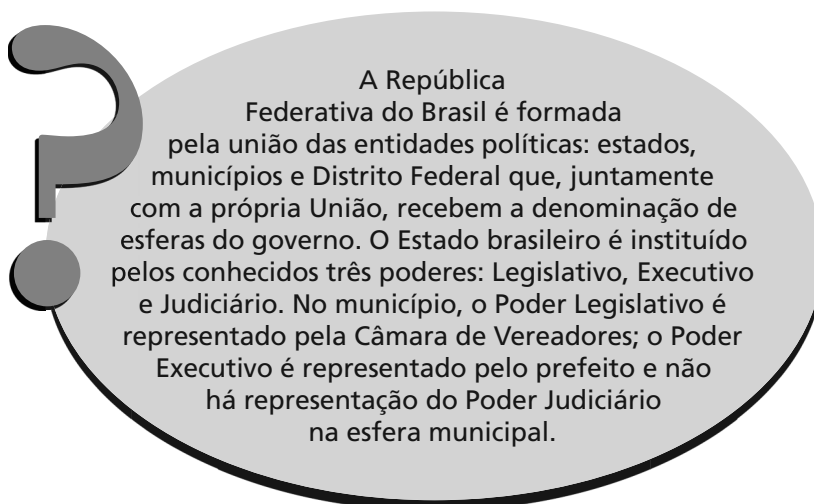 A República
Federativa do Brasil é formada
pela união das entidades políticas: estados,
municípios e Distrito Federal que, juntamente
com a própria União, recebem a denominação de
esferas do governo. O Estado brasileiro é instituído
pelos conhecidos três poderes: Legislativo, Executivo
e Judiciário. No município, o Poder Legislativo é
representado pela Câmara de Vereadores; o Poder
Executivo é representado pelo prefeito e não
há representação do Poder Judiciário
na esfera municipal.